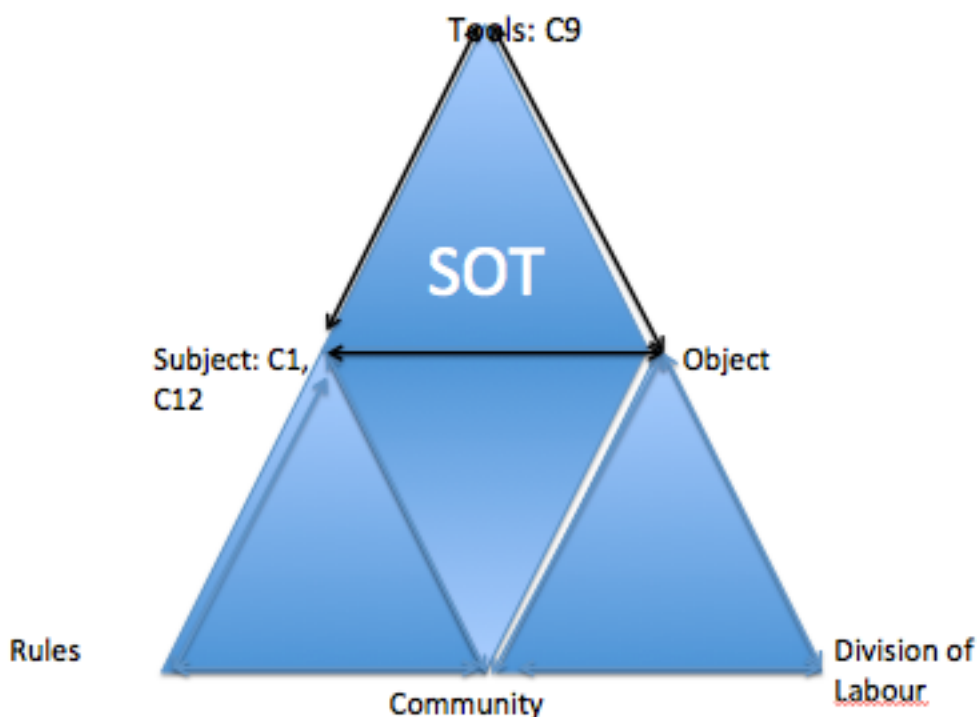 Tools: C9
SOT
Subject: C1,
C12
Object
Rules
Division of
Labour
Community